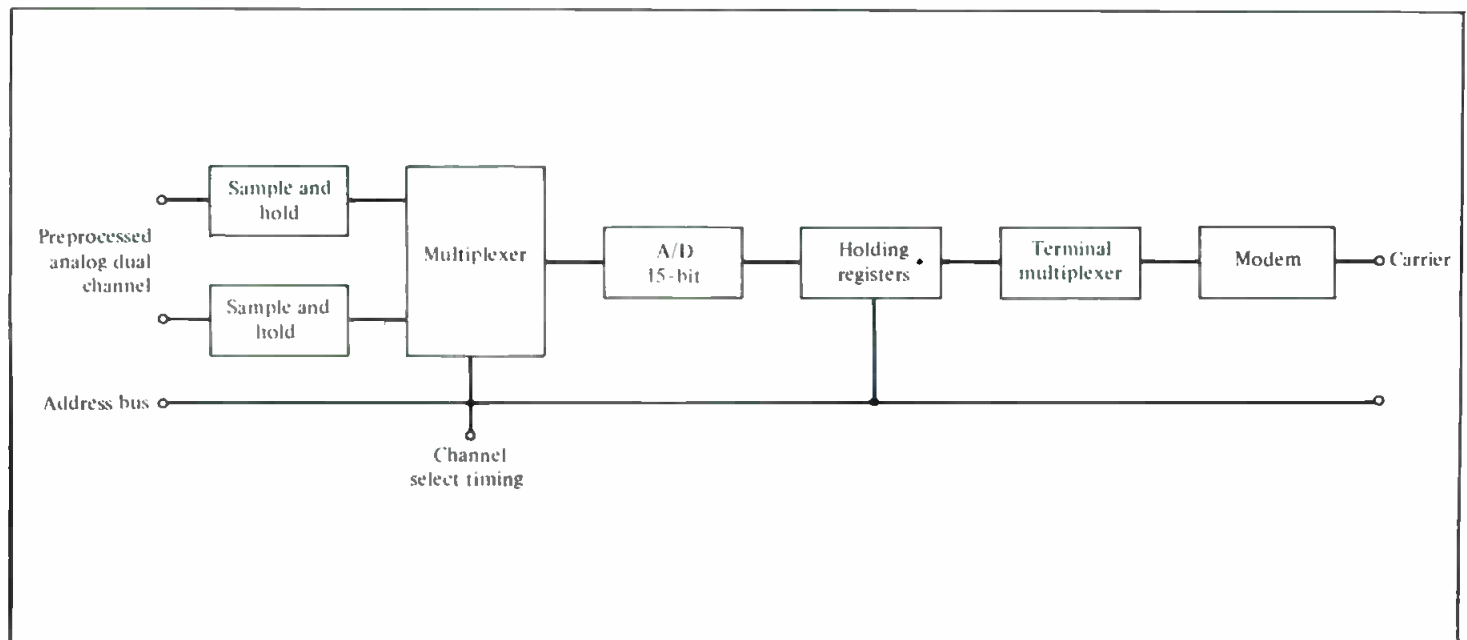 Sample and
hold
Preprocessed
analog dual
channel
Sample and
hold
Multiplexer
A/D
15-bit
Holding
registers
Terminal
multiplexer
Modem
Carrier
Address bus
Channel
select timing